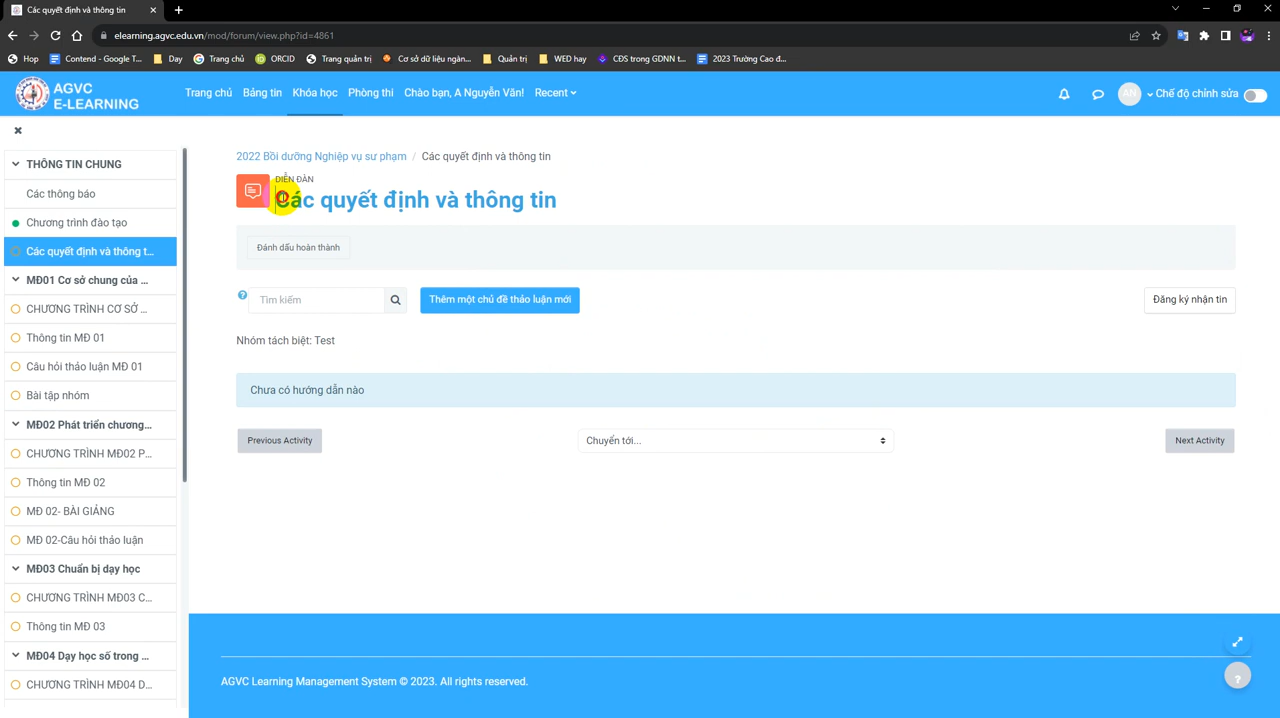 Các quyết định và thông tin
elearning.agvc.edu.vn/mod/forum/view.php?id=4861
Hop
Contend - Google T...
Day
Trang chủ
ORCID
Trang quản trị
Cơ sở dữ liệu ngàn...
Quản trị
WED hay
CĐS trong GDNN t...
2023 Trường Cao đ...
AGVC
E-LEARNING
Trang chủ
Bảng tin
Khóa học
Phòng thi
Chào bạn, A Nguyễn Văn!
Recent
AN
Chế độ chỉnh sửa
THÔNG TIN CHUNG
Các thông báo
Chương trình đào tạo
Các quyết định và thông t...
MĐ01 Cơ sở chung của ...
CHƯƠNG TRÌNH CƠ SỞ ...
Thông tin MĐ 01
Câu hỏi thảo luận MĐ 01
Bài tập nhóm
MĐ02 Phát triển chương...
CHƯƠNG TRÌNH MĐ02 P...
Thông tin MĐ 02
MĐ 02- BÀI GIẢNG
MĐ 02-Câu hỏi thảo luận
MĐ03 Chuẩn bị dạy học
CHƯƠNG TRÌNH MĐ03 C...
Thông tin MĐ 03
MĐ04 Dạy học số trong ...
CHƯƠNG TRÌNH MĐ04 D...
2022 Bồi dưỡng Nghiệp vụ sư phạm / Các quyết định và thông tin
DIỄN ĐÀN
Các quyết định và thông tin
Đánh dấu hoàn thành
Tìm kiếm
Thêm một chủ đề thảo luận mới
Đăng ký nhận tin
Nhóm tách biệt: Test
Chưa có hướng dẫn nào
Previous Activity
Chuyển tới...
Next Activity
AGVC Learning Management System © 2023. All rights reserved.
?